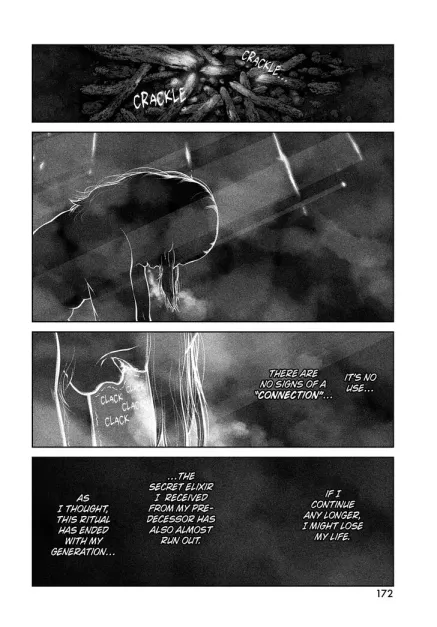 CRACKLE...
CRACKLE
IT'S NO
USE...
THERE ARE
NO SIGNS OF A
"CONNECTION"...
CLACK
CLACK
CLACK
CLACK
IF I
CONTINUE
ANY LONGER,
I MIGHT LOSE
MY LIFE.
...THE
SECRET ELIXIR
I RECEIVED
FROM MY PRE-
DECESSOR HAS
ALSO ALMOST
RUN OUT.
AS
I THOUGHT,
THIS RITUAL
HAS ENDED
WITH MY
GENERATION...
172